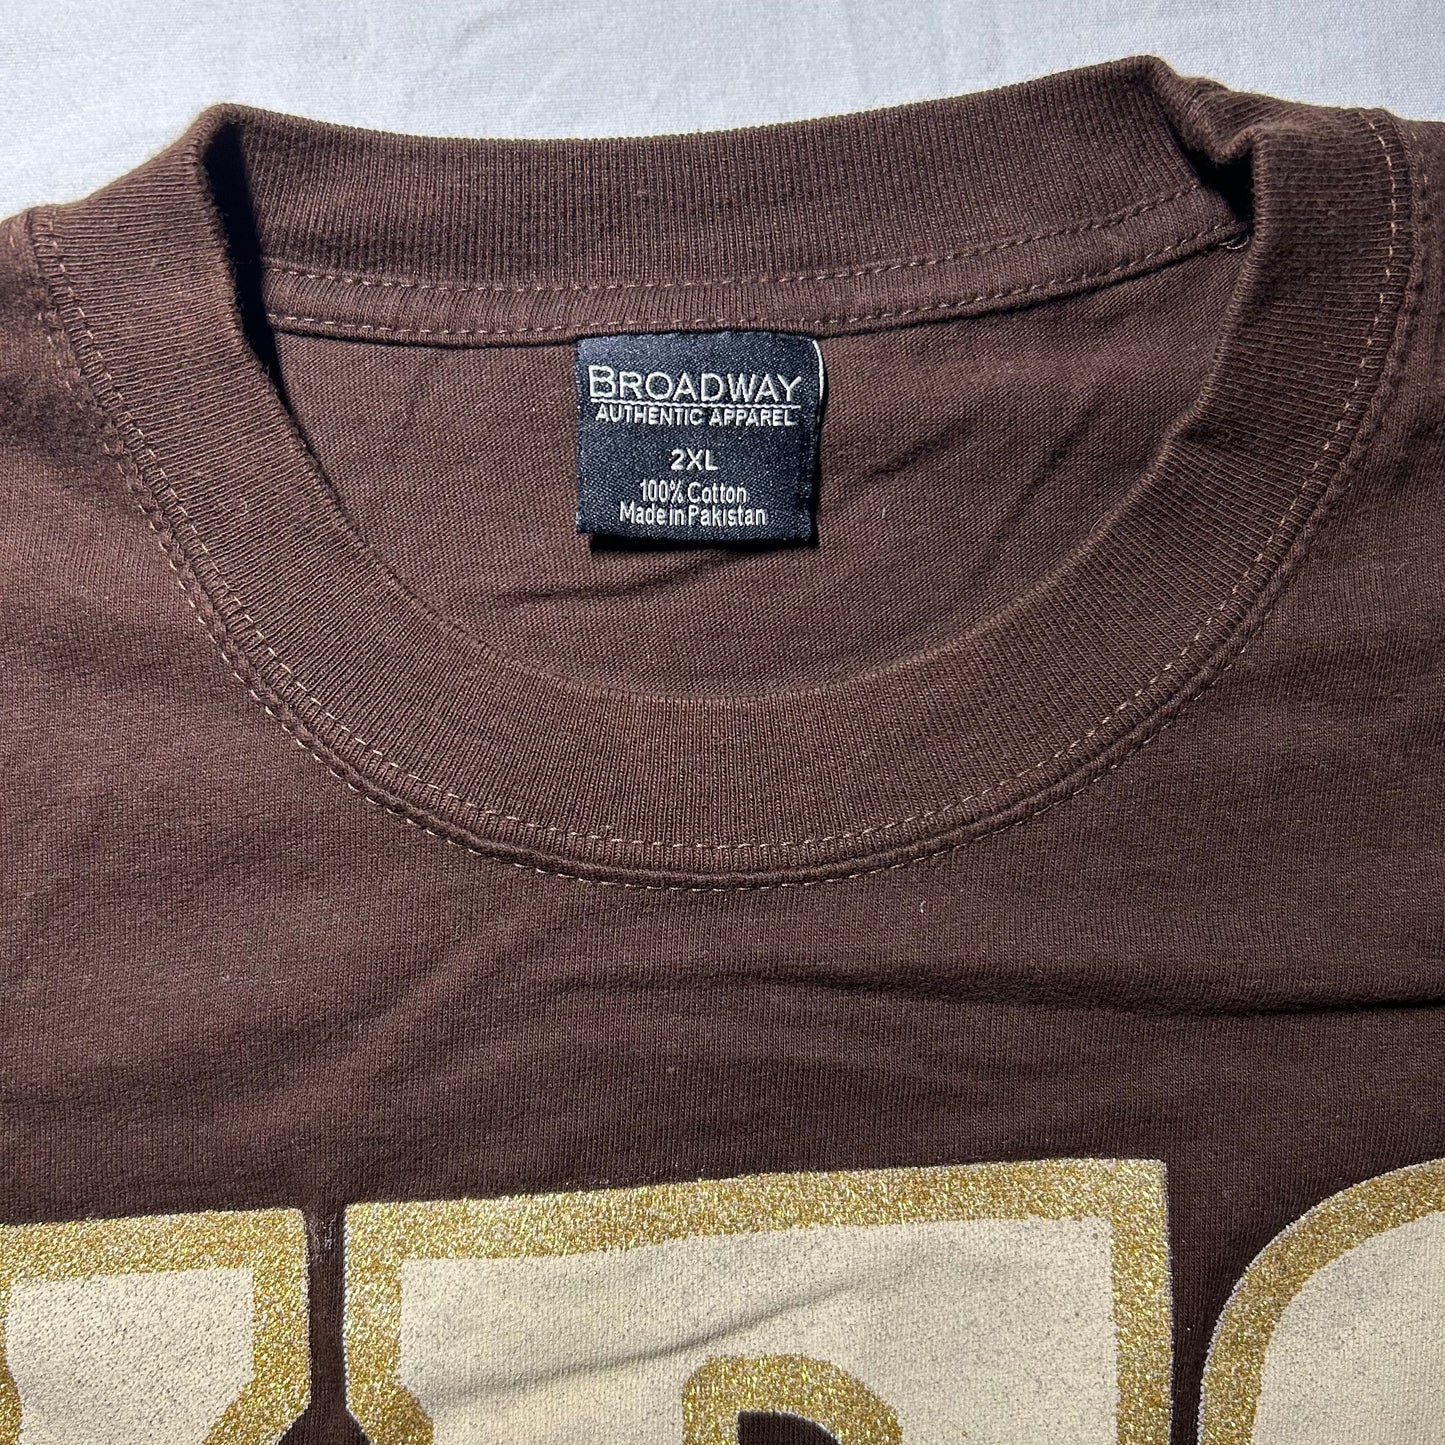 BROADWAY
AUTHENTIC APPAREL
2XL
100% Cotton
Made in Pakistan